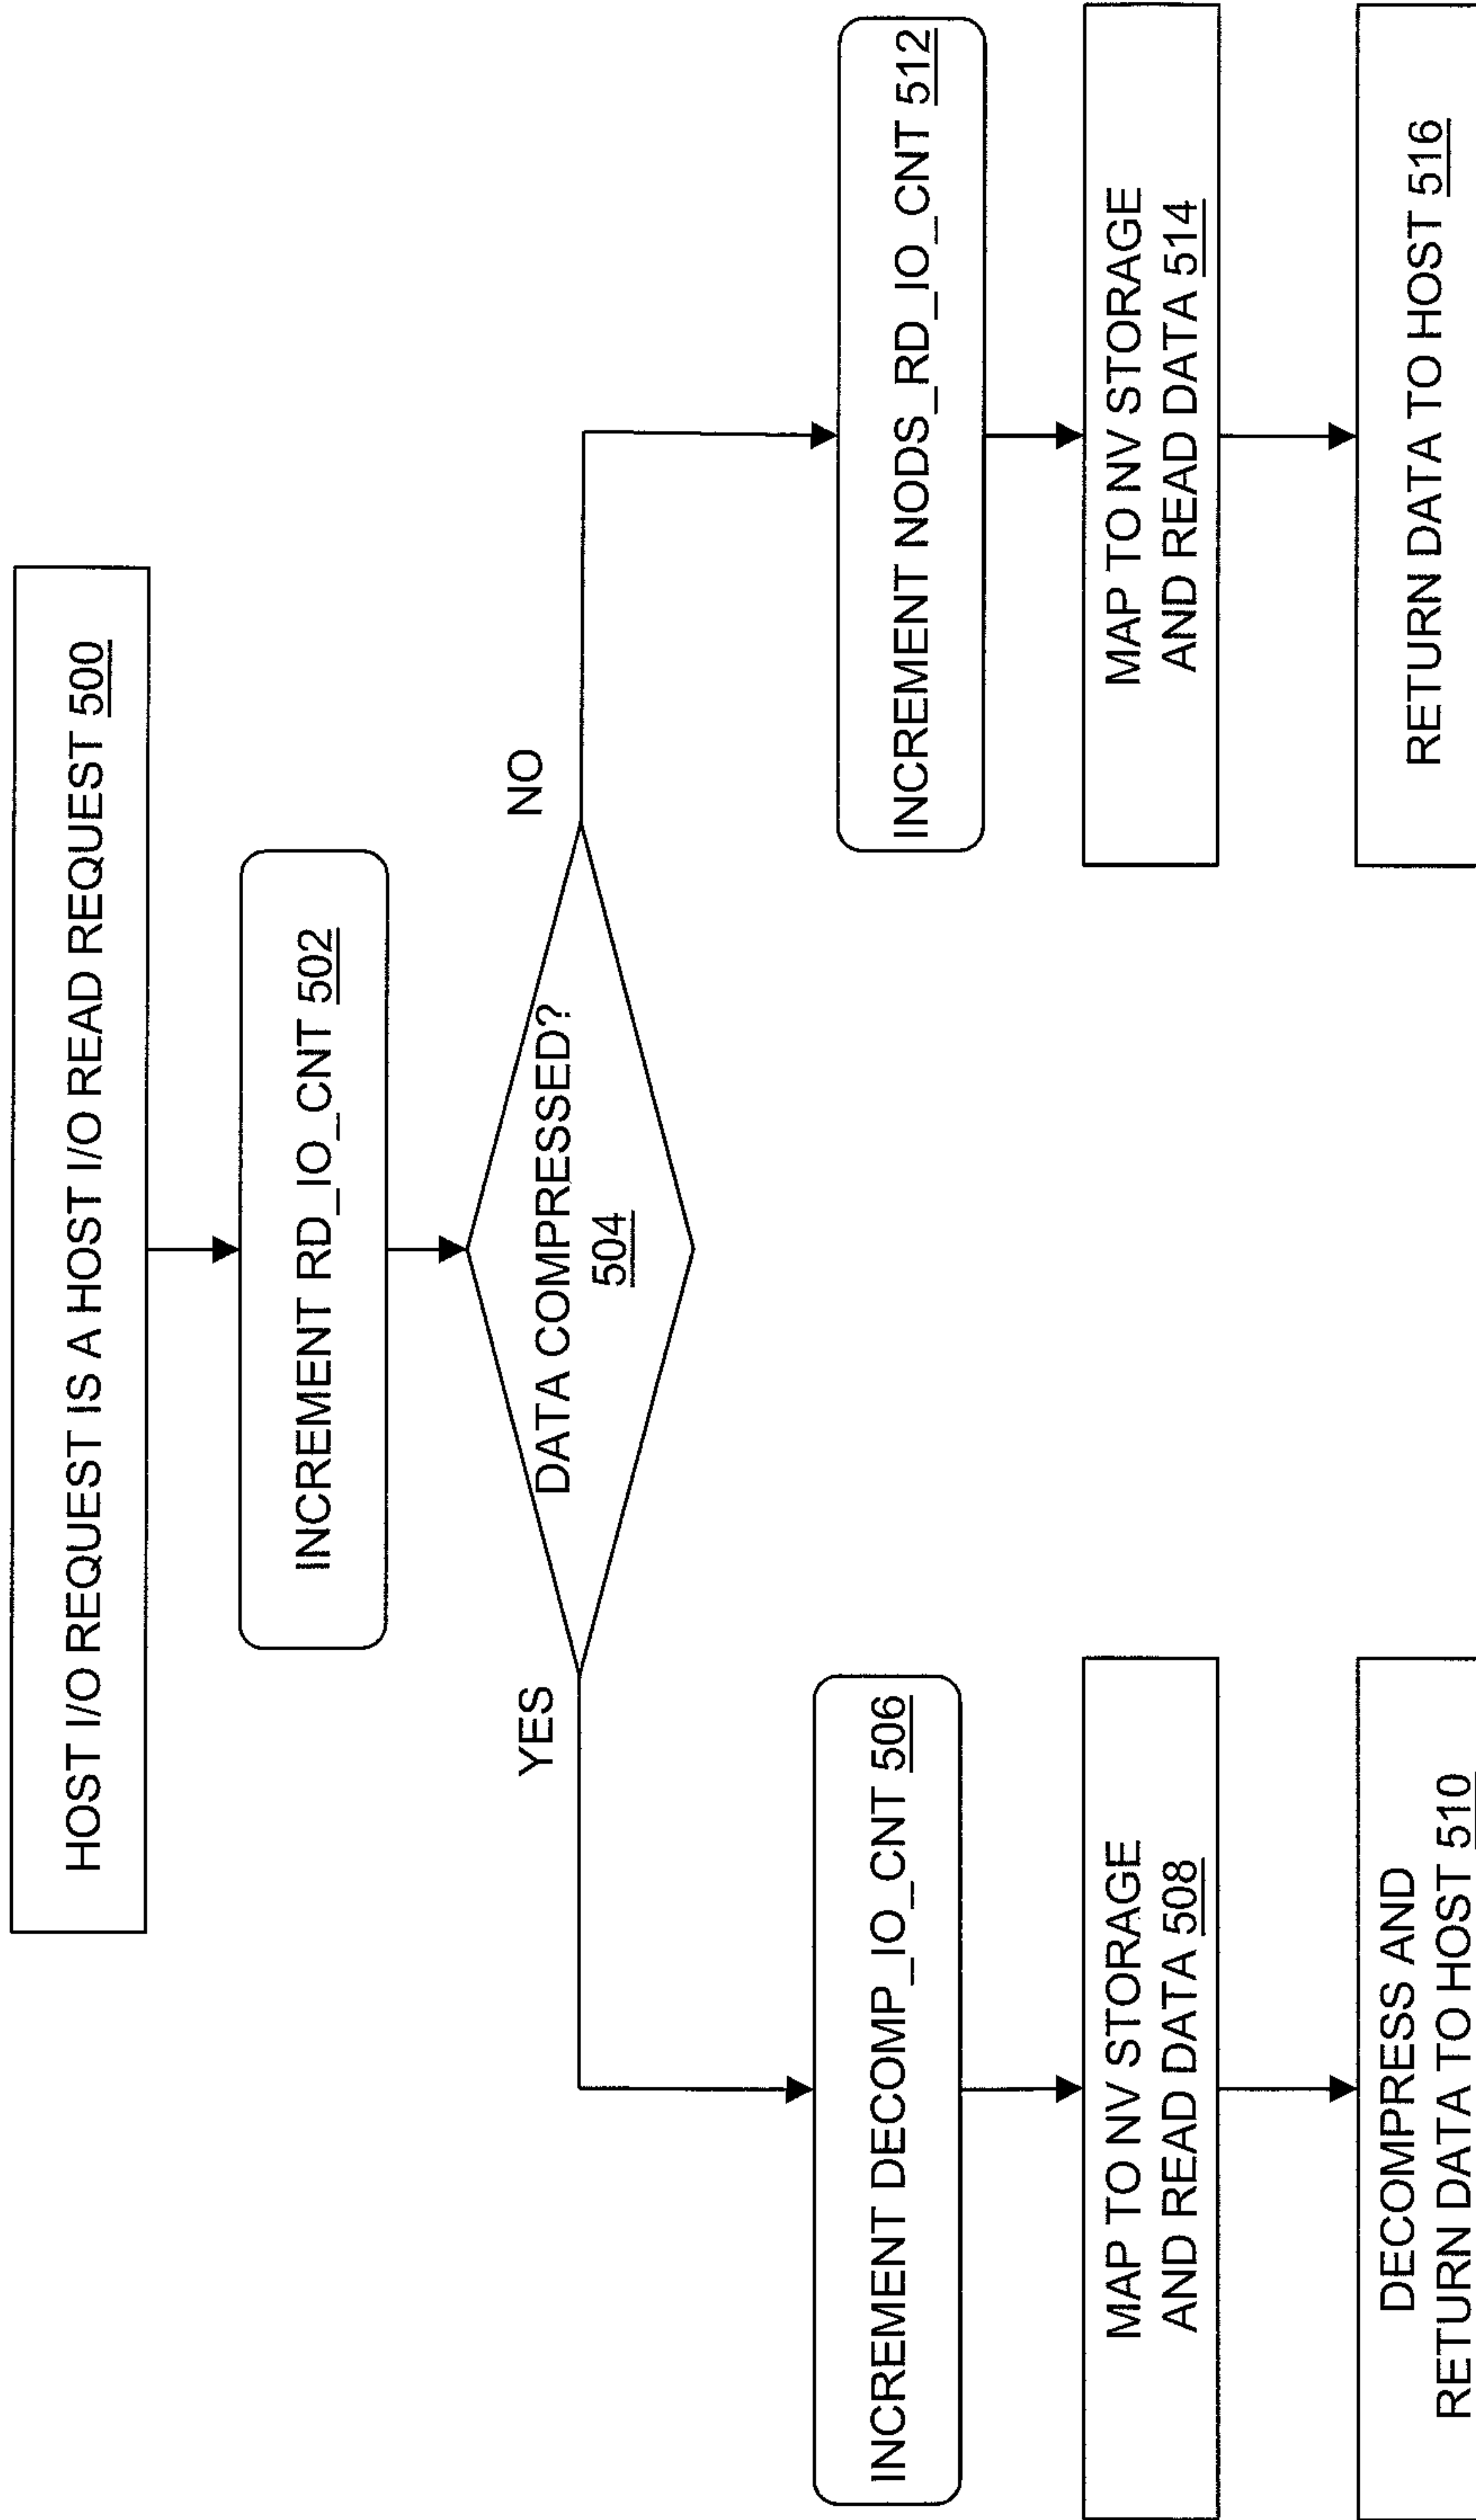 HOST I/O REQUEST IS A HOST I/O READ REQUEST 500
INCREMENT RD_IO_CNT 502
DATA COMPRESSED?
504
YES
NO
INCREMENT DECOMP_IO_CNT 506
MAP TO NV STORAGE
AND READ DATA 508
DECOMPRESS AND
RETURN DATA TO HOST 510
INCREMENT NODS_RD_IO_CNT 512
MAP TO NV STORAGE
AND READ DATA 514
RETURN DATA TO HOST 516